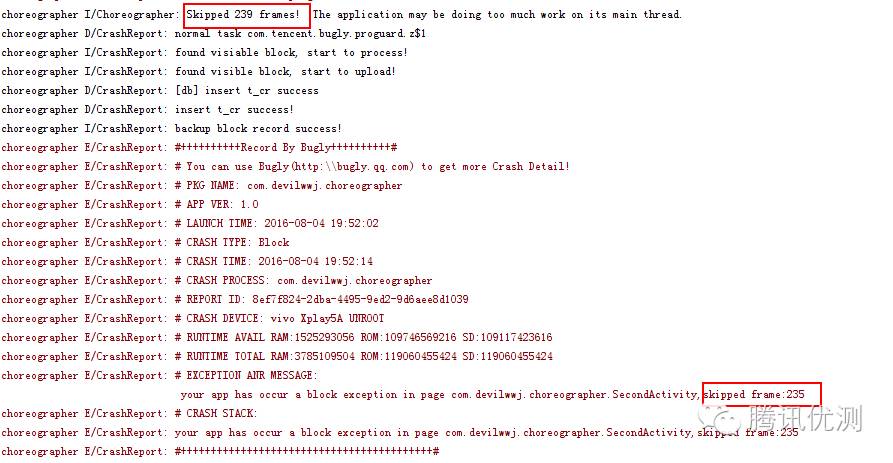 choreographer I/Choreographer: Skipped 239 frames! The application may be doing too much work on its main thread.
choreographer D/CrashReport: normal task com.tencent.bugly.proguard.z$1
choreographer I/CrashReport: found visiable block, start to process!
choreographer I/CrashReport: found visible block, start to upload!
choreographer D/CrashReport: [db] insert t_cr success
choreographer D/CrashReport: insert t_cr success!
choreographer I/CrashReport: backup block record success!
choreographer E/CrashReport: #++++++++++Record By Bugly++++++++++#
choreographer E/CrashReport: # You can use Bugly(http:\\bugly.qq.com) to get more Crash Detail!
choreographer E/CrashReport: # PKG NAME: com.devilwwj.choreographer
choreographer E/CrashReport: # APP VER: 1.0
choreographer E/CrashReport: # LAUNCH TIME: 2016-08-04 19:52:02
choreographer E/CrashReport: # CRASH TYPE: Block
choreographer E/CrashReport: # CRASH TIME: 2016-08-04 19:52:14
choreographer E/CrashReport: # CRASH PROCESS: com.devilwwj.choreographer
choreographer E/CrashReport: # REPORT ID: 8ef7f824-2dba-4495-9ed2-9d6aee8d1039
choreographer E/CrashReport: # CRASH DEVICE: vivo Xplay5A UNROOT
choreographer E/CrashReport: # RUNTIME AVAIL RAM:1525293056 ROM:109746569216 SD:109117423616
choreographer E/CrashReport: # RUNTIME TOTAL RAM:3785109504 ROM:119060455424 SD:119060455424
choreographer E/CrashReport: # EXCEPTION ANR MESSAGE:
your app has occur a block exception in page com.devilwwj.choreographer.SecondActivity,skipped frame:235
choreographer E/CrashReport: # CRASH STACK:
choreographer E/CrashReport: your app has occur a block exception in page com.devilwwj.choreographer.SecondActivity,skipped frame:235
choreographer E/CrashReport: #++++++++++++++++++++++++++++++++++++++++++#
腾讯优测